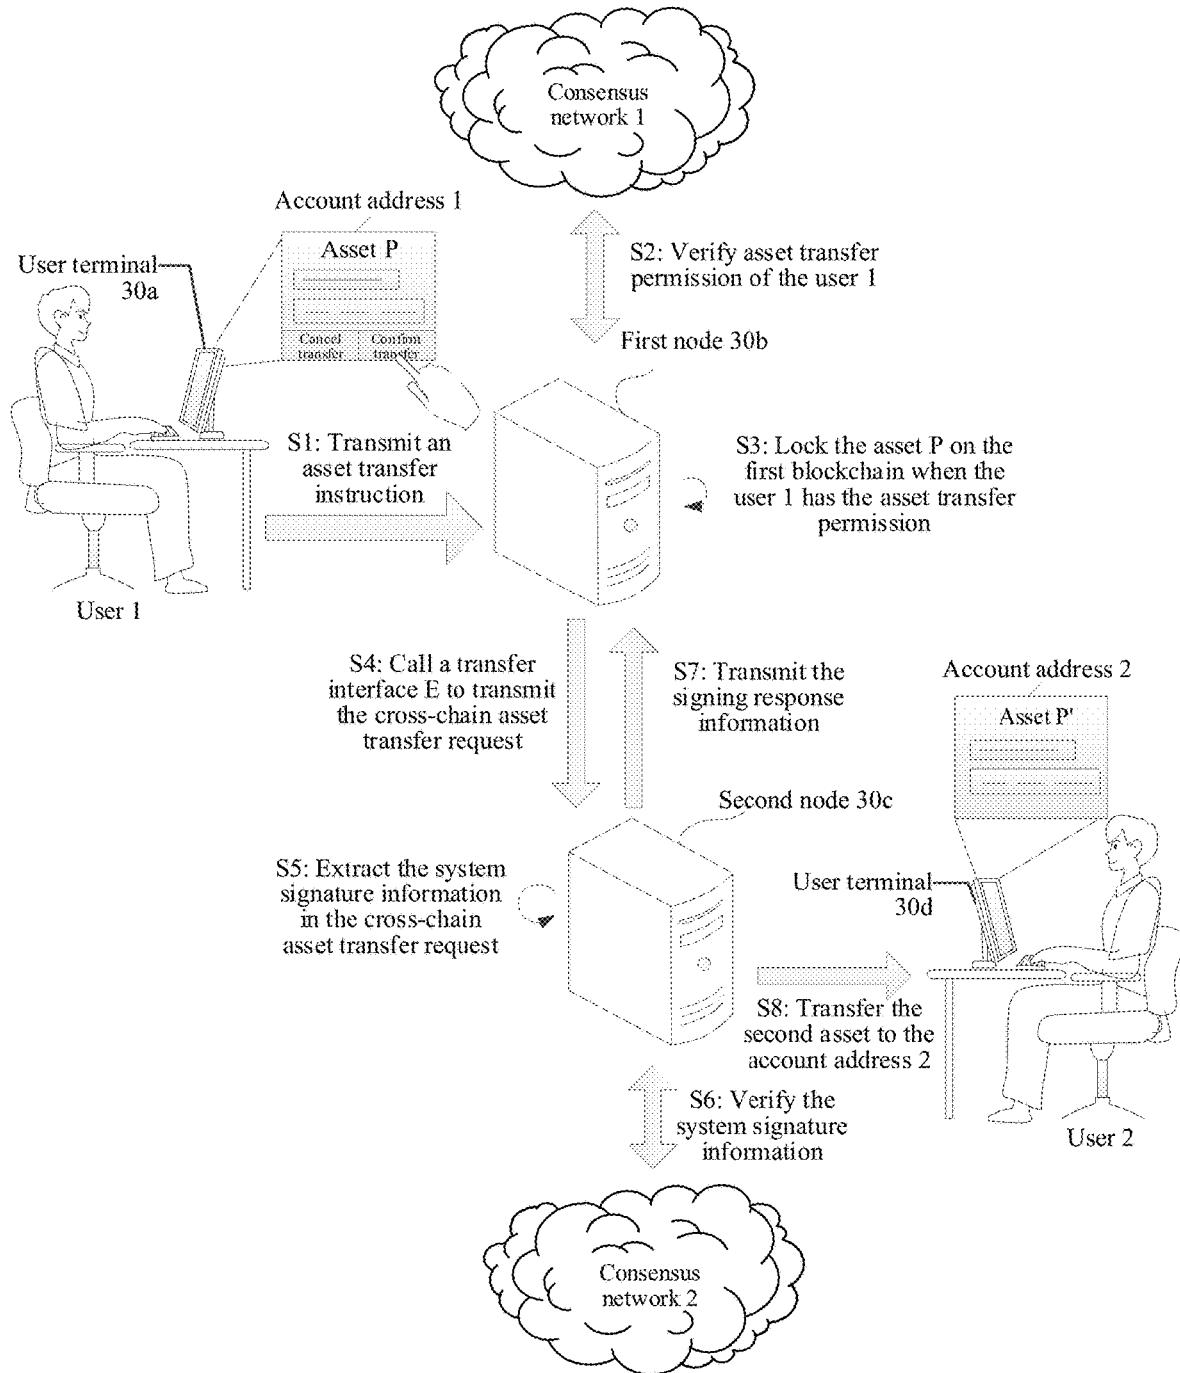 Consensus
network 1
Account address 1
Asset P
User terminal
30a
Cancel
transfer
Confirm
transfer
S2: Verify asset transfer
permission of the user 1
First node 30b
S1: Transmit an
asset transfer
instruction
S3: Lock the asset P on the
first blockchain when the
user 1 has the asset transfer
permission
User 1
S4: Call a transfer
interface E to transmit
the cross-chain asset
transfer request
S7: Transmit the
signing response
information
Account address 2
Asset P'
Second node 30c
S5: Extract the system
signature information
in the cross-chain
asset transfer request
User terminal
30d
S8: Transfer the
second asset to the
account address 2
S6: Verify the
system signature
information
User 2
Consensus
network 2